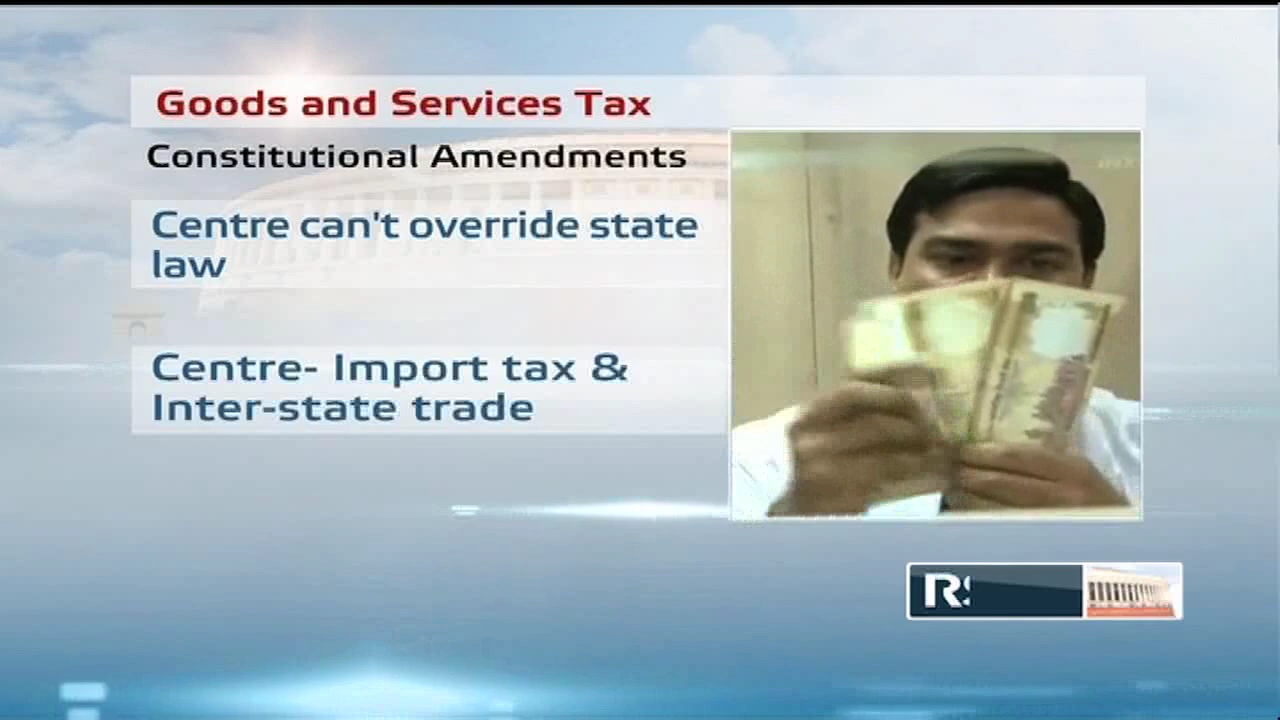 Goods and Services Tax
Constitutional Amendments
Centre can't override state
law
Centre- Import tax &
Inter-state trade